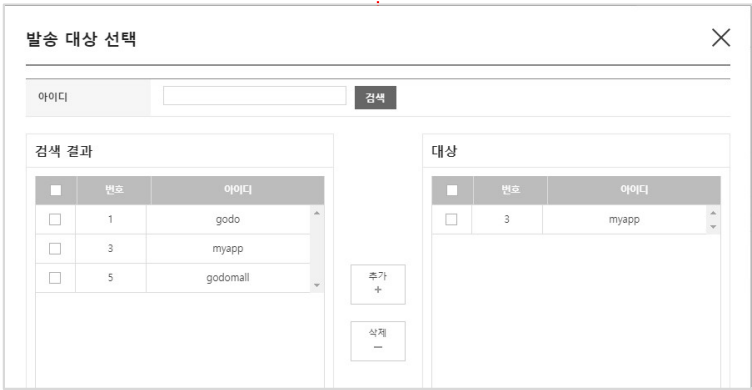 발송 대상 선택
아이디 검색
검색 결과
번호 아이디
1 godo
3 myapp
5 godomall
추가
+
삭제
–
대상
번호 아이디
3 myapp